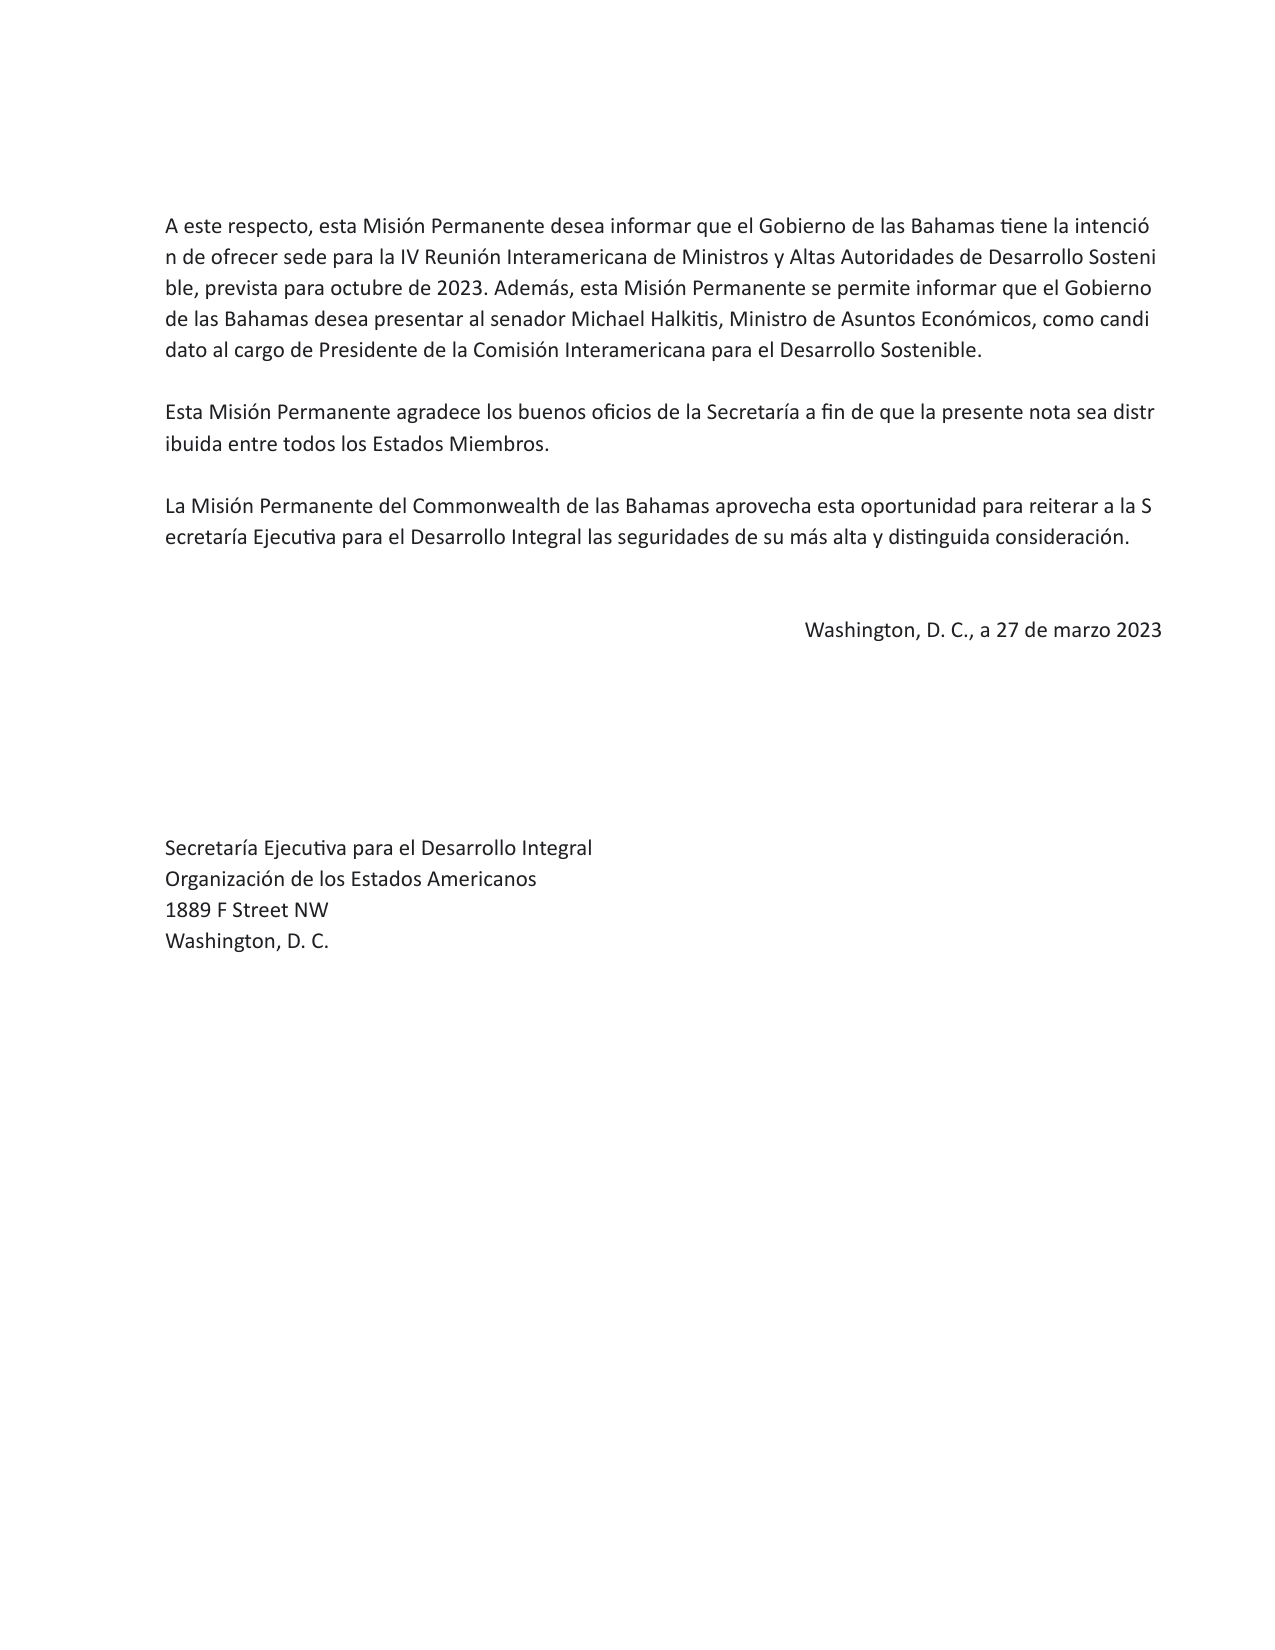 A este respecto, esta Misión Permanente desea informar que el Gobierno de las Bahamas tiene la intenció
n de ofrecer sede para la IV Reunión Interamericana de Ministros y Altas Autoridades de Desarrollo Sosteni
ble, prevista para octubre de 2023. Además, esta Misión Permanente se permite informar que el Gobierno
de las Bahamas desea presentar al senador Michael Halkitis, Ministro de Asuntos Económicos, como candi
dato al cargo de Presidente de la Comisión Interamericana para el Desarrollo Sostenible.
Esta Misión Permanente agradece los buenos oficios de la Secretaría a fin de que la presente nota sea distr
ibuida entre todos los Estados Miembros.
La Misión Permanente del Commonwealth de las Bahamas aprovecha esta oportunidad para reiterar a la S
ecretaría Ejecutiva para el Desarrollo Integral las seguridades de su más alta y distinguida consideración.
Washington, D. C., a 27 de marzo 2023
Secretaría Ejecutiva para el Desarrollo Integral
Organización de los Estados Americanos
1889 F Street NW
Washington, D. C.